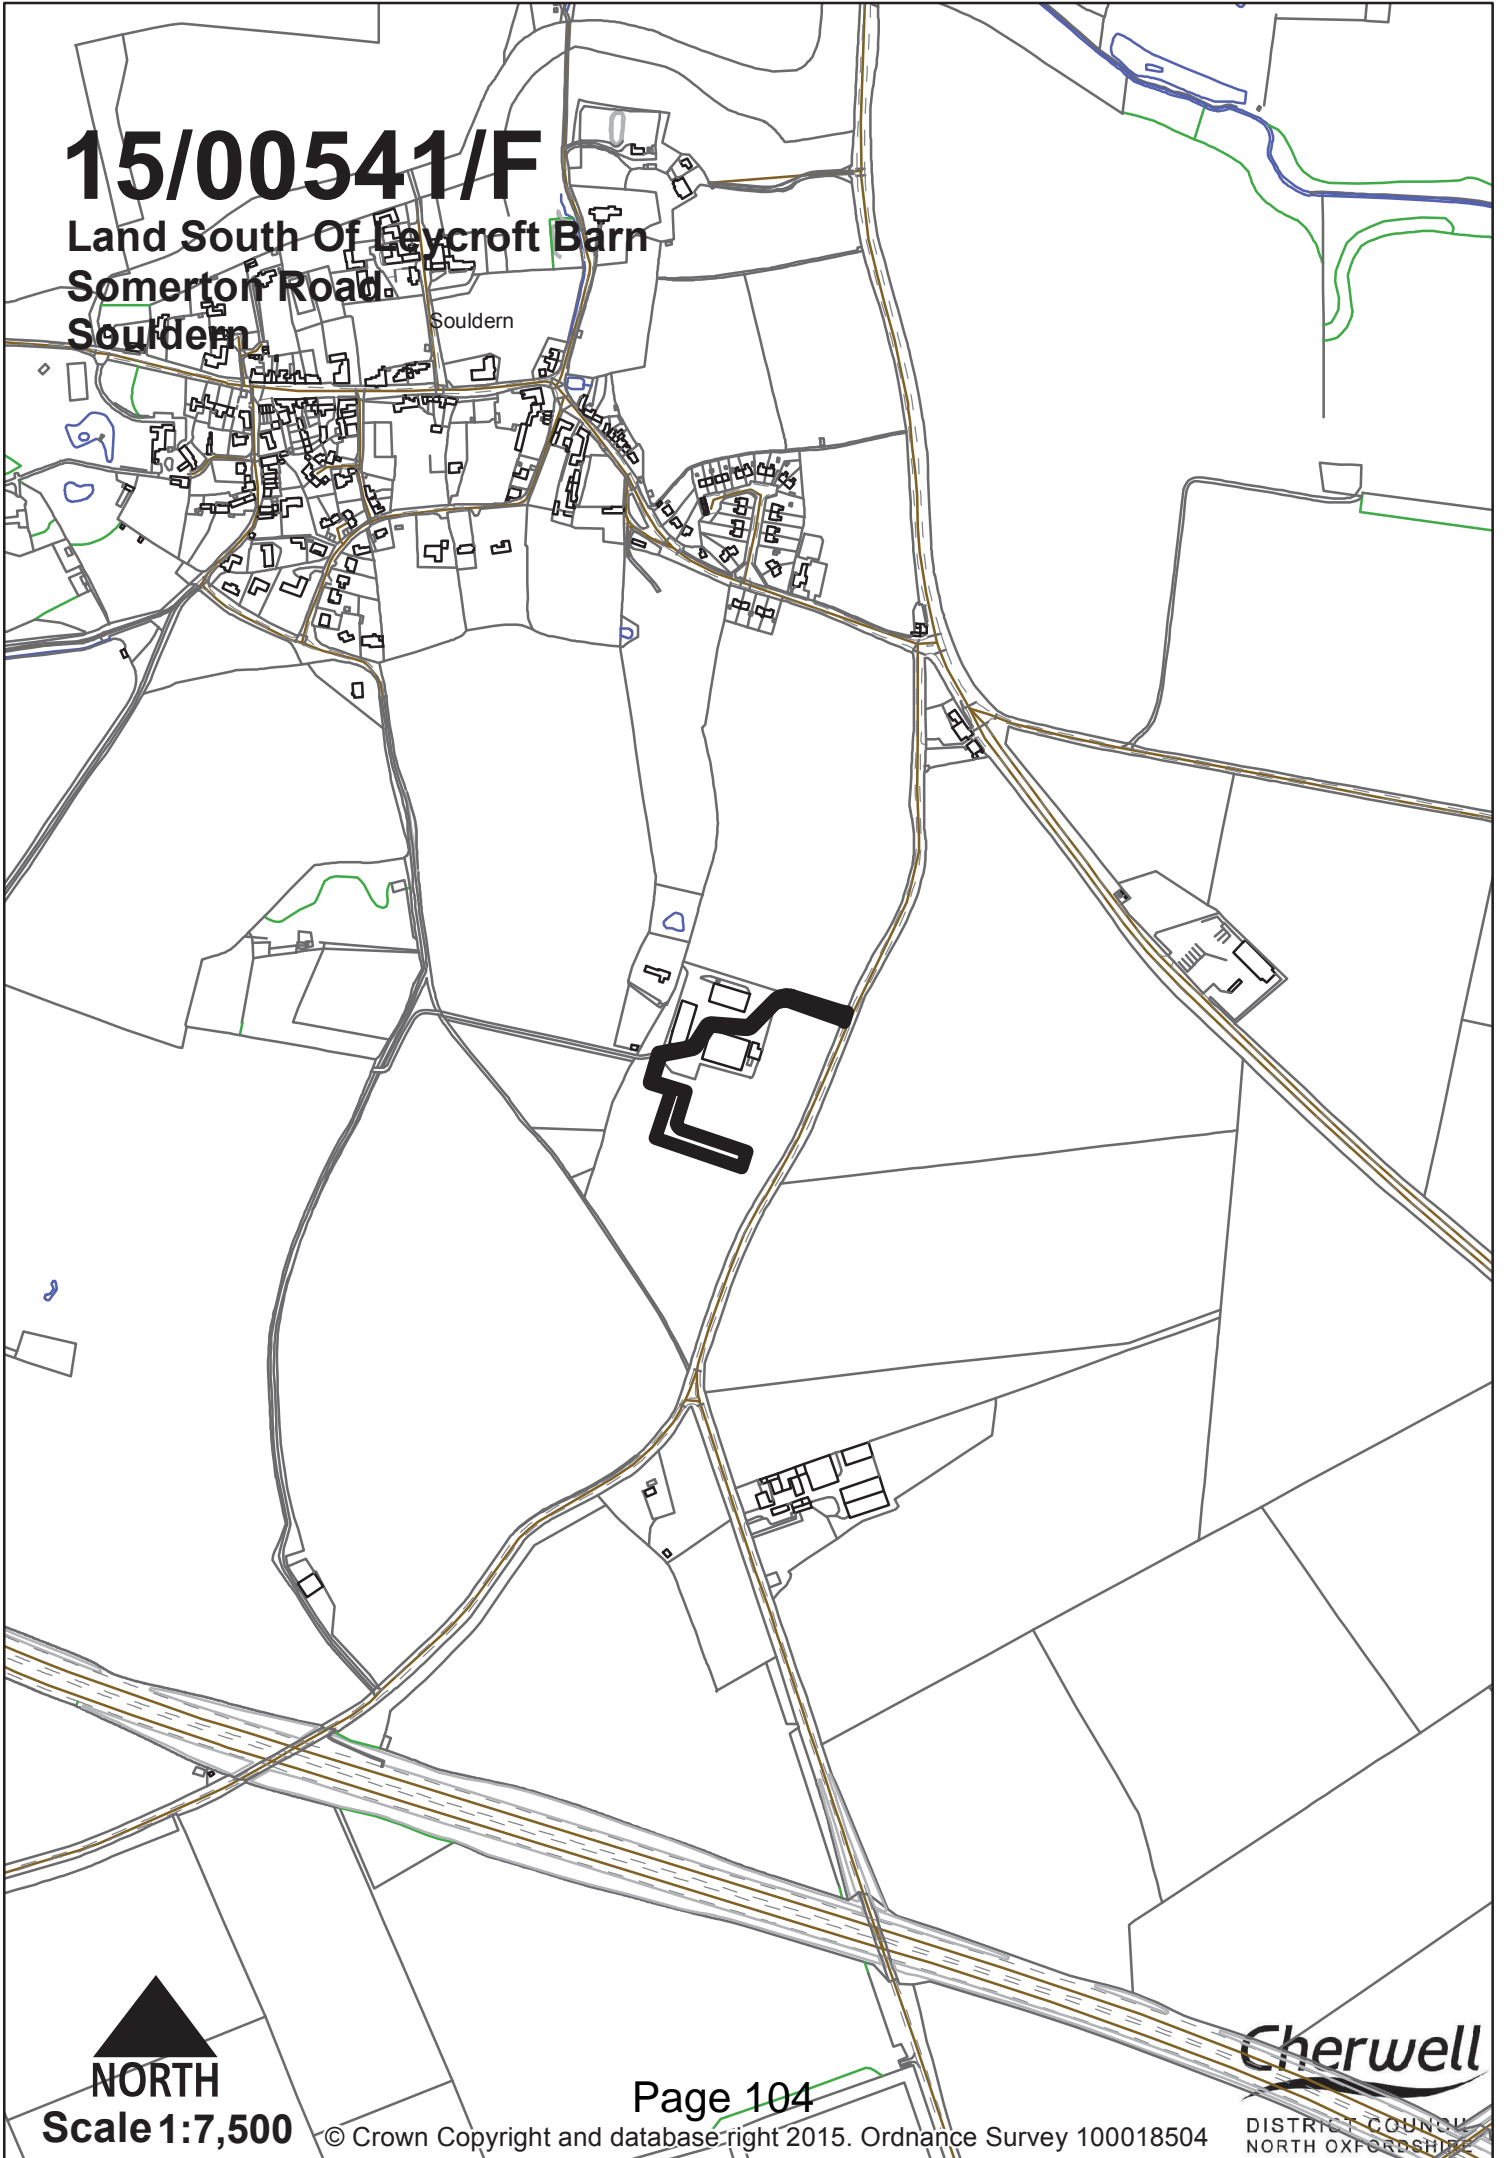 15/00541/F
Land South Of Leycroft Barn
Somerton Road
Souldern
Souldern
NORTH
Scale 1:7,500
Page 104
© Crown Copyright and database right 2015. Ordnance Survey 100018504
Cherwell
DISTRICT COUNCIL
NORTH OXFORDSHIRE